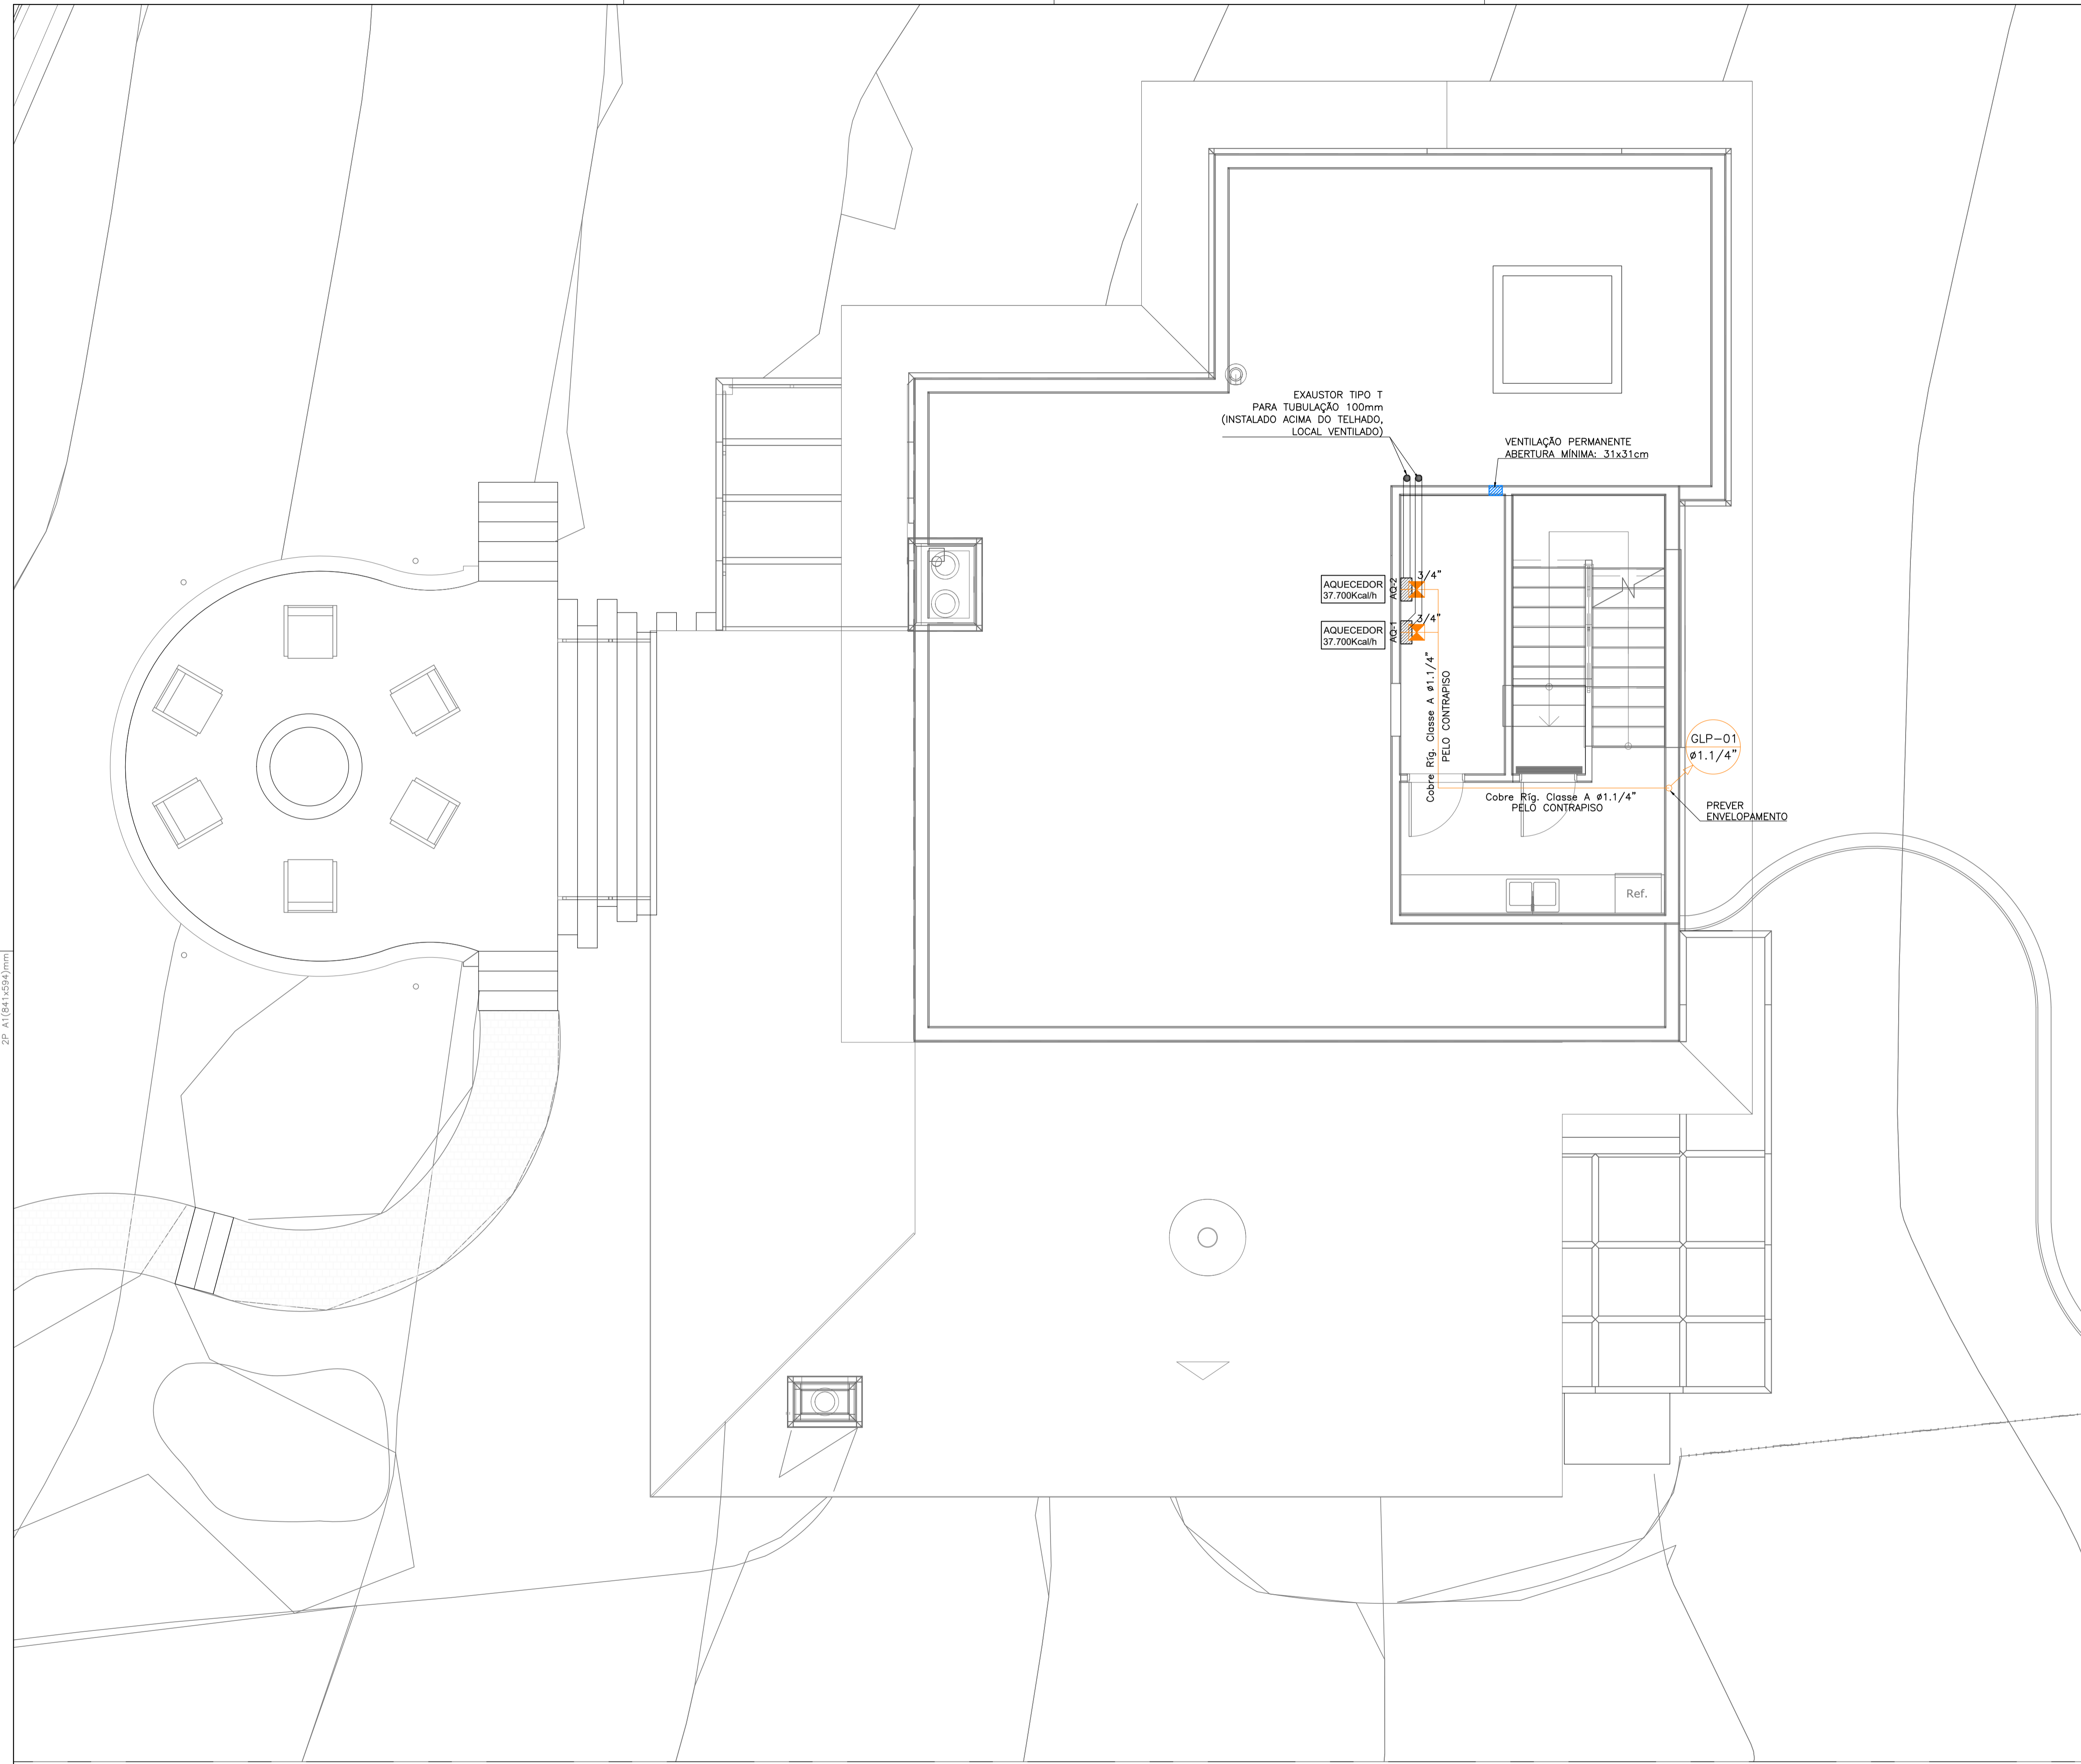 EXAUSTOR TIPO T
PARA TUBULAÇÃO 100mm
(INSTALADO ACIMA DO TELHADO,
LOCAL VENTILADO)
VENTILAÇÃO PERMANENTE
ABERTURA MÍNIMA: 31x31cm
AQUECEDOR
37.700Kcal/h
AQ-2
3/4"
AQUECEDOR
37.700Kcal/h
AQ-1
3/4"
Cobre Ríg. Classe A ø1.1/4"
PELO CONTRAPISO
GLP-01
ø1.1/4"
Cobre Ríg. Classe A ø1.1/4"
PELO CONTRAPISO
PREVER
ENVELOPAMENTO
Ref.
2P A1(841x594)mm